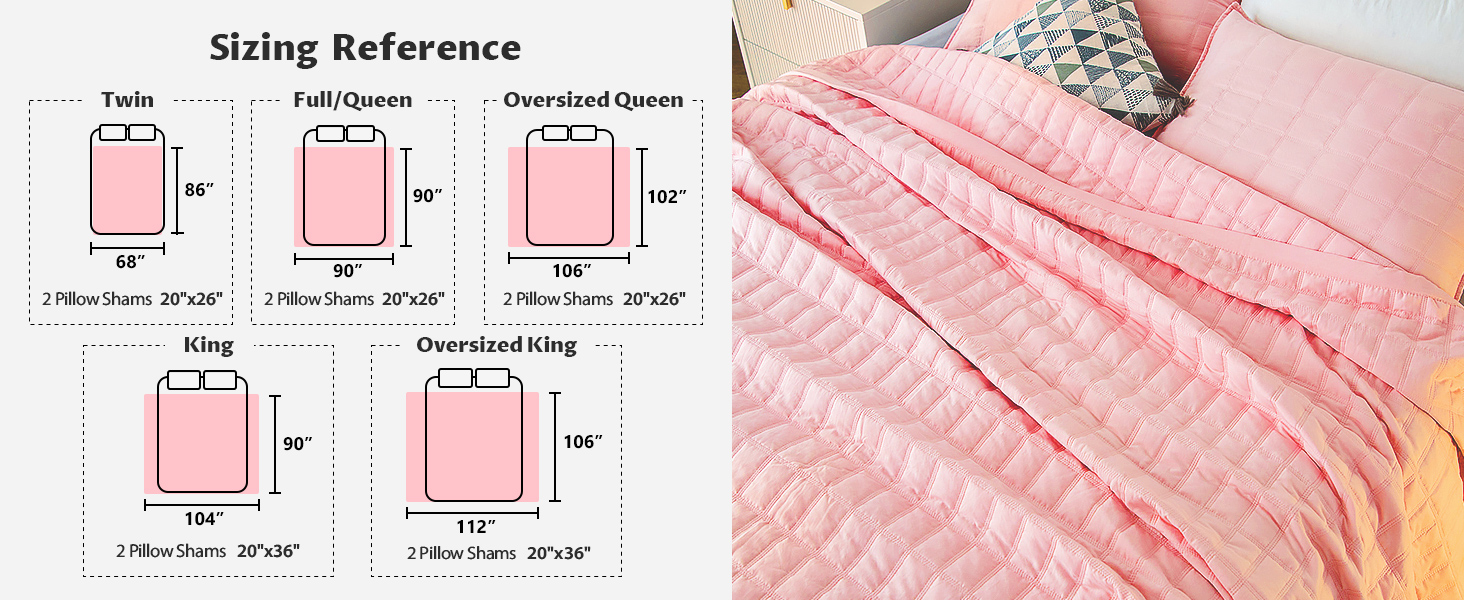 Sizing Reference
Twin
86”
68”
2 Pillow Shams 20"x26"
Full/Queen
90”
90”
2 Pillow Shams 20"x26"
Oversized Queen
102”
106”
2 Pillow Shams 20"x26"
King
90”
104”
2 Pillow Shams 20"x36"
Oversized King
106”
112”
2 Pillow Shams 20"x36"